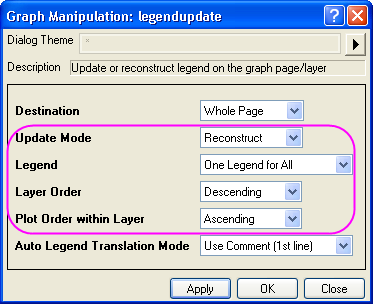 Graph Manipulation: legendupdate
Dialog Theme *
Description Update or reconstruct legend on the graph page/layer
Destination Whole Page
Update Mode Reconstruct
Legend One Legend for All
Layer Order Descending
Plot Order within Layer Ascending
Auto Legend Translation Mode Use Comment (1st line)
Apply OK Close